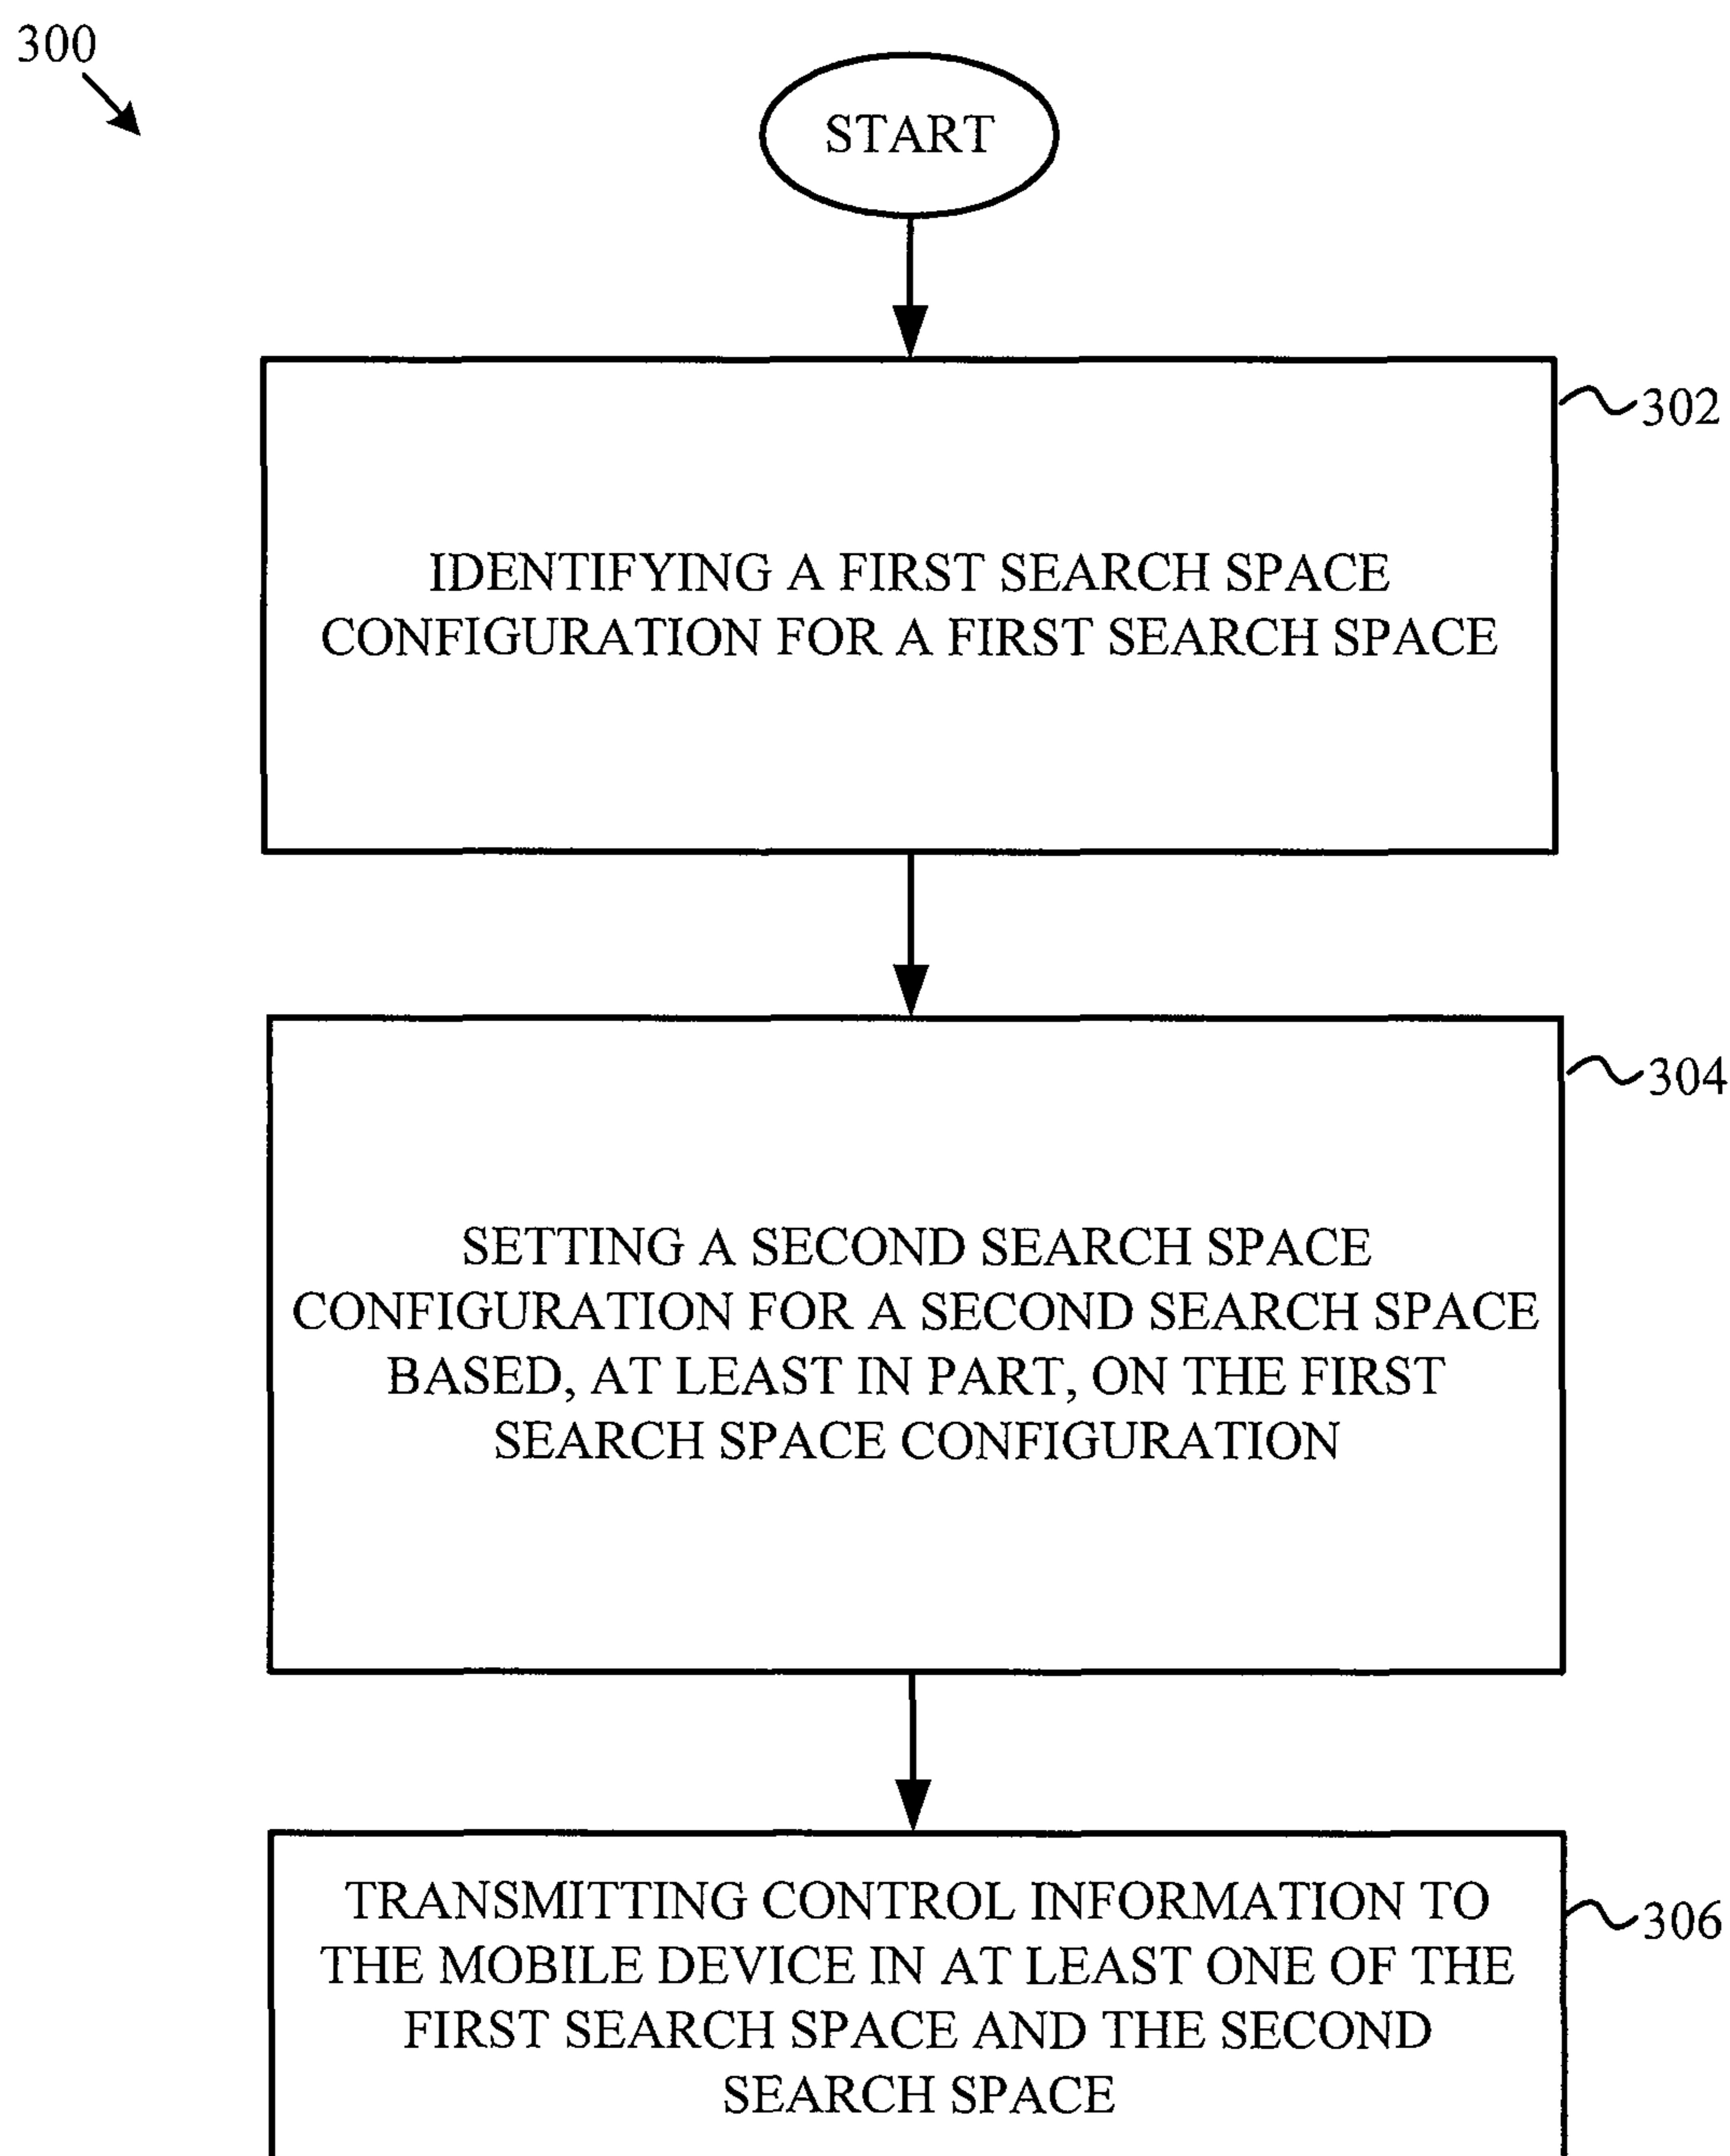 300
START
302
IDENTIFYING A FIRST SEARCH SPACE
CONFIGURATION FOR A FIRST SEARCH SPACE
304
SETTING A SECOND SEARCH SPACE
CONFIGURATION FOR A SECOND SEARCH SPACE
BASED, AT LEAST IN PART, ON THE FIRST
SEARCH SPACE CONFIGURATION
306
TRANSMITTING CONTROL INFORMATION TO
THE MOBILE DEVICE IN AT LEAST ONE OF THE
FIRST SEARCH SPACE AND THE SECOND
SEARCH SPACE